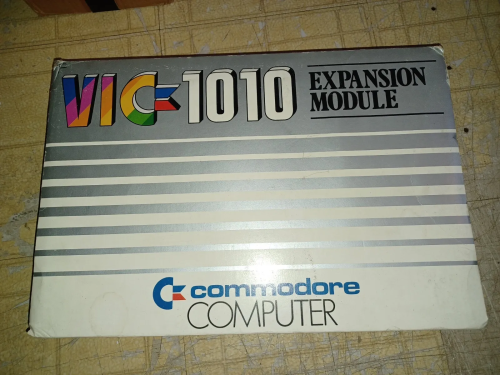 VIC-1010 EXPANSION
MODULE
commodore
COMPUTER